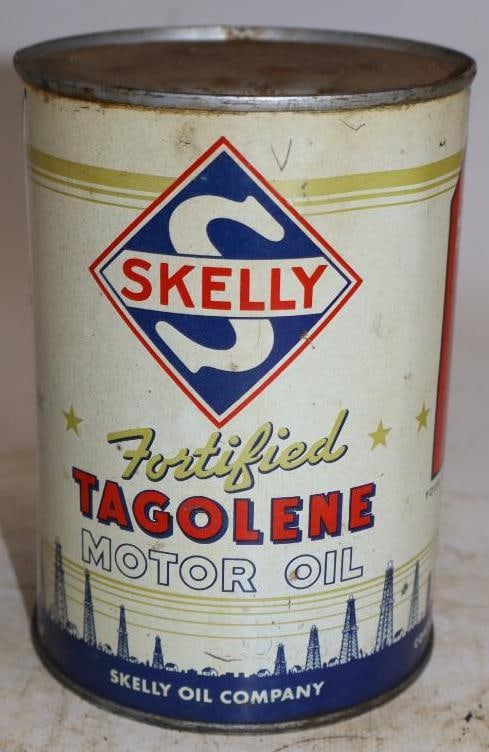 S
SKELLY
Fortified
TAGOLENE
MOTOR OIL
SKELLY OIL COMPANY